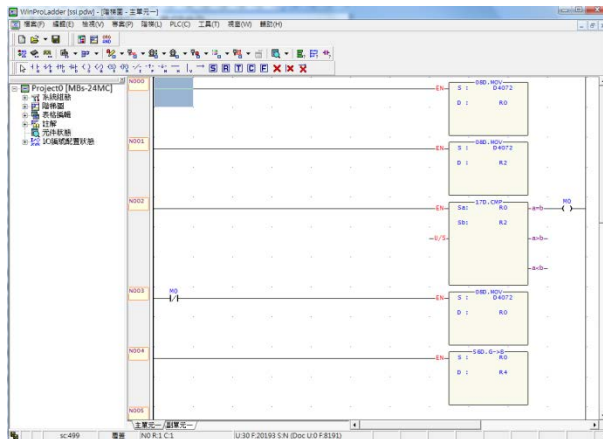 WinProLadder [ssi.pdw] - [階梯圖 - 主單元一]
檔案(F) 編輯(E) 檢視(V) 專案(P) 階梯(L) PLC(C) 工具(T) 視窗(W) 輔助(H)
S R T C F
Project0 [MBs-24MC]
系統組態
階梯圖
表格編輯
註解
元件狀態
I/O編號配置狀態
N000
08D.MOV
EN S : D4072
D : R0
N001
08D.MOV
EN S : D4072
D : R2
N002
17D.CMP
EN Sa: R0 a=b M0
Sb: R2
U/S a>b
a<b
N003 M0
08D.MOV
EN S : D4072
D : R0
N004
56D.G->B
EN S : R0
D : R4
N005
主單元一 副單元一
sc:499 覆蓋 N0 R:1 C:1 U:30 F:20193 S:N (Doc U:0 F:8191)